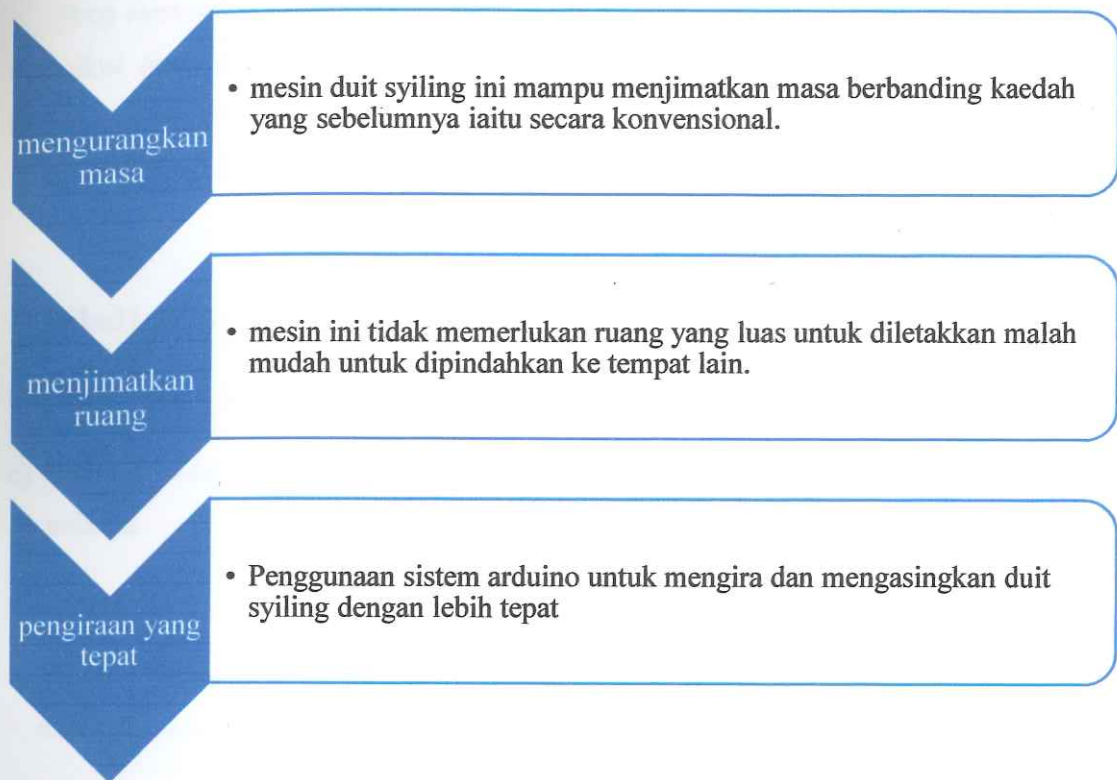 mengurangkan
masa
• mesin duit syiling ini mampu menjimatkan masa berbanding kaedah
yang sebelumnya iaitu secara konvensional.
menjimatkan
ruang
• mesin ini tidak memerlukan ruang yang luas untuk diletakkan malah
mudah untuk dipindahkan ke tempat lain.
pengiraan yang
tepat
• Penggunaan sistem arduino untuk mengira dan mengasingkan duit
syiling dengan lebih tepat